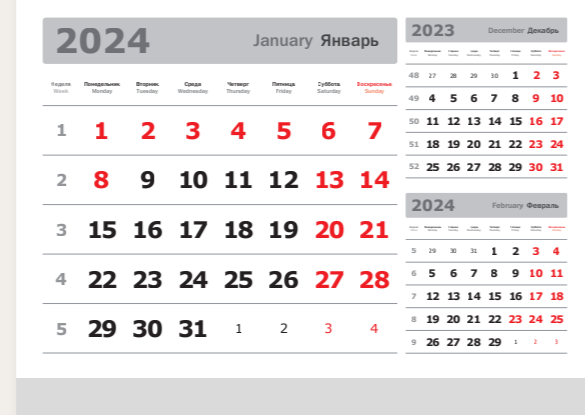 2024 January Январь
Неделя Понедельник Вторник Среда Четверг Пятница Суббота Воскресенье
Week Monday Tuesday Wednesday Thursday Friday Saturday Sunday
1 1 2 3 4 5 6 7
2 8 9 10 11 12 13 14
3 15 16 17 18 19 20 21
4 22 23 24 25 26 27 28
5 29 30 31 1 2 3 4
2023 December Декабрь
48 27 28 29 30 1 2 3
49 4 5 6 7 8 9 10
50 11 12 13 14 15 16 17
51 18 19 20 21 22 23 24
52 25 26 27 28 29 30 31
2024 February Февраль
5 29 30 31 1 2 3 4
6 5 6 7 8 9 10 11
7 12 13 14 15 16 17 18
8 19 20 21 22 23 24 25
9 26 27 28 29 1 2 3